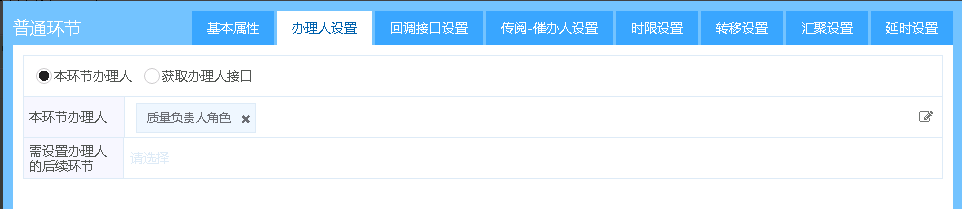 普通环节 基本属性 办理人设置 回调接口设置 传阅-催办人设置 时限设置 转移设置 汇聚设置 延时设置
本环节办理人 获取办理人接口
本环节办理人 质量负责人角色 ×
需设置办理人
的后续环节
请选择